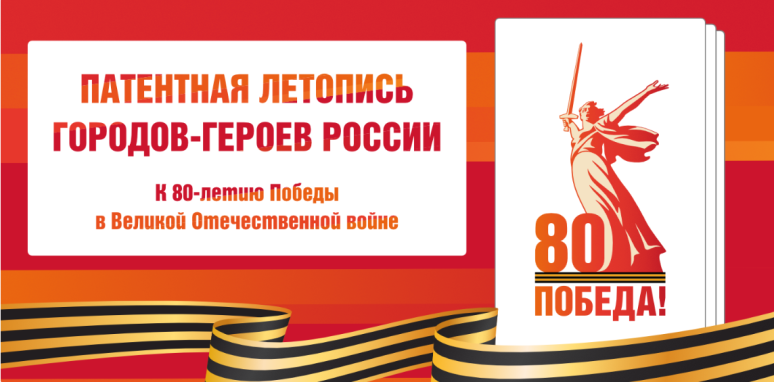 ПАТЕНТНАЯ ЛЕТОПИСЬ
ГОРОДОВ-ГЕРОЕВ РОССИИ
К 80-летию Победы
в Великой Отечественной войне
80
ПОБЕДА!